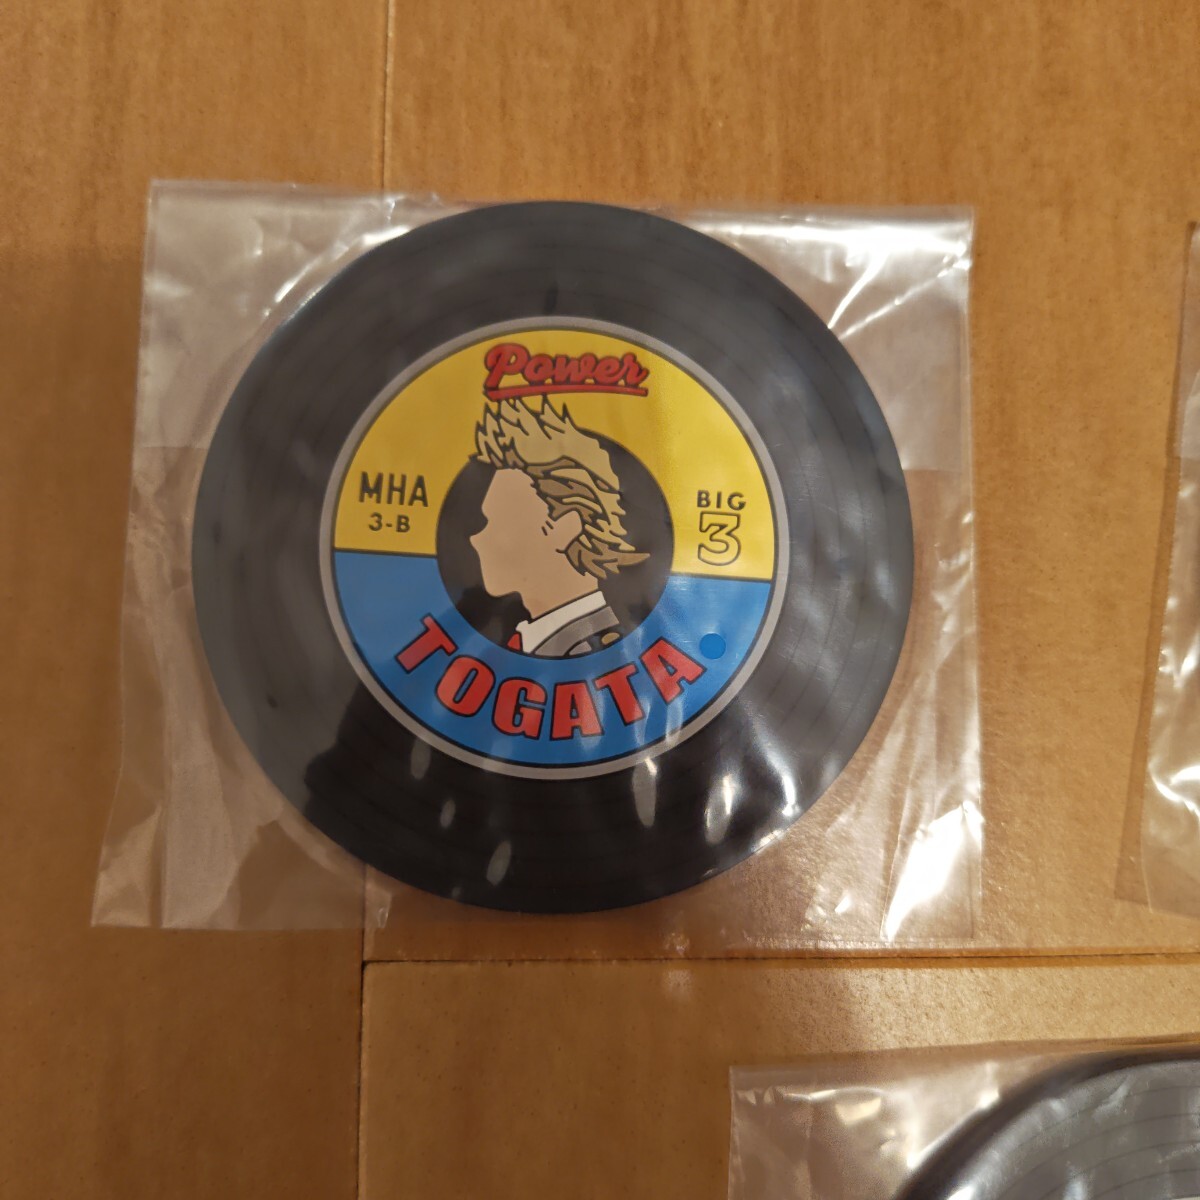 Power
MHA
3-B
BIG
3
TOGATA